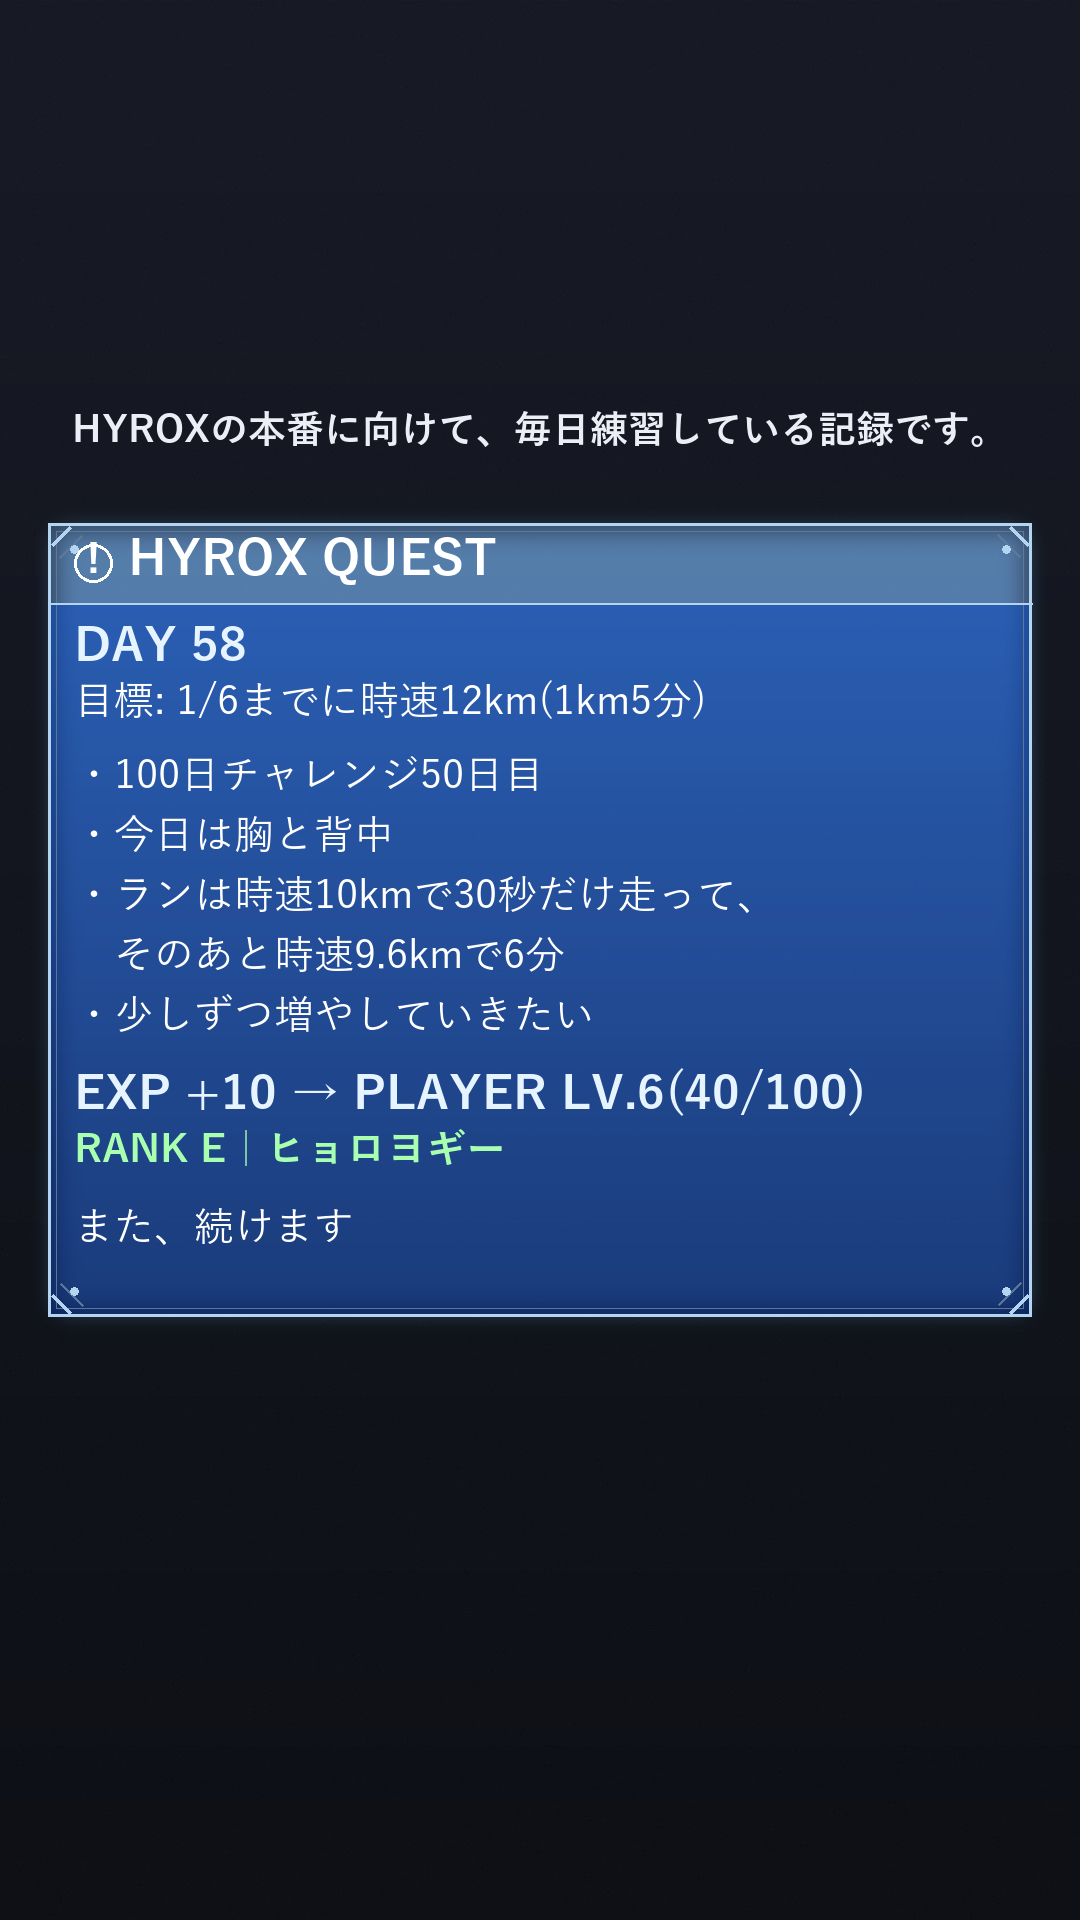 HYROXの本番に向けて、毎日練習している記録です。
! HYROX QUEST
DAY 58
目標: 1/6までに時速12km(1km5分)
・100日チャレンジ50日目
・今日は胸と背中
・ランは時速10kmで30秒だけ走って、
そのあと時速9.6kmで6分
・少しずつ増やしていきたい
EXP +10 → PLAYER LV.6(40/100)
RANK E｜ヒョロヨギー
また、続けます